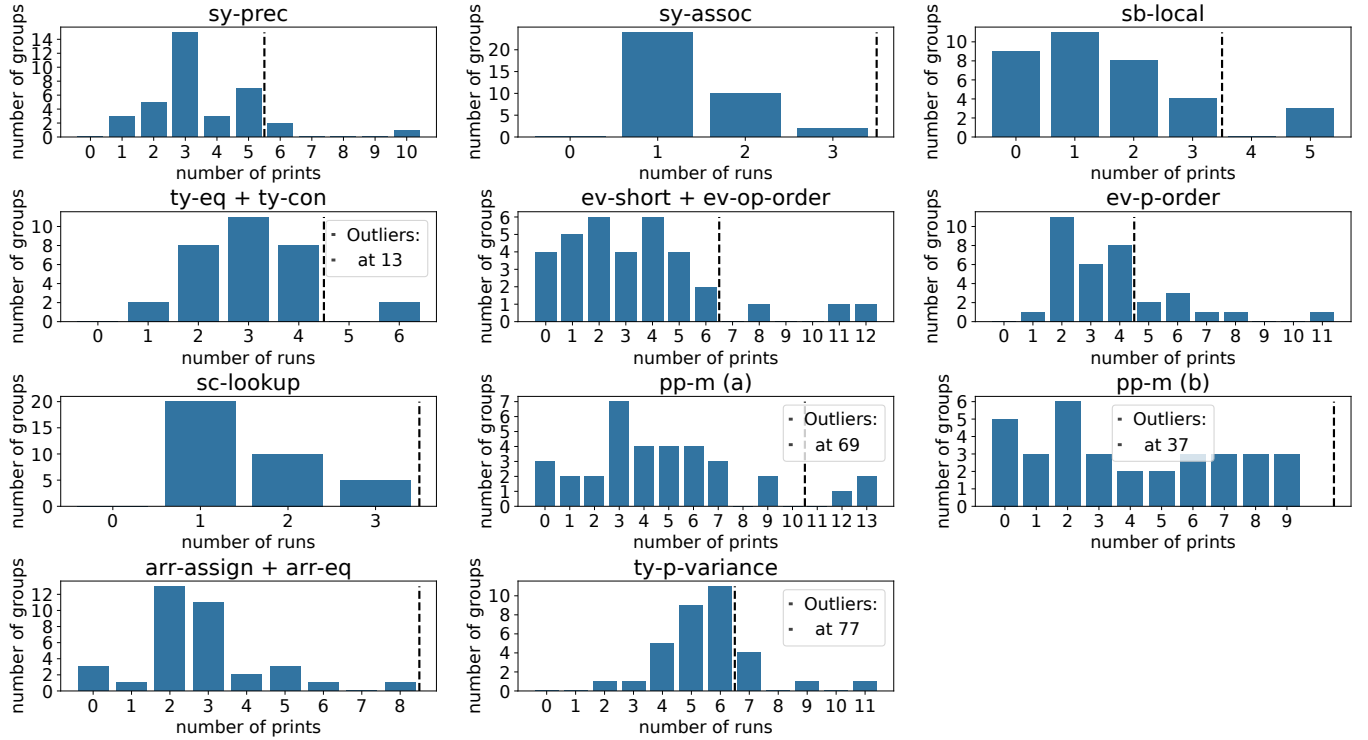 sy-prec
number of groups
14
12
10
8
6
4
2
0
0 1 2 3 4 5 6 7 8 9 10
number of prints
sy-assoc
number of groups
20
15
10
5
0
0 1 2 3
number of runs
sb-local
number of groups
10
8
6
4
2
0
0 1 2 3 4 5
number of prints
ty-eq + ty-con
number of groups
10
8
6
4
2
0
Outliers:
at 13
0 1 2 3 4 5 6
number of runs
ev-short + ev-op-order
number of groups
6
5
4
3
2
1
0
0 1 2 3 4 5 6 7 8 9 10 11 12
number of prints
ev-p-order
number of groups
10
8
6
4
2
0
0 1 2 3 4 5 6 7 8 9 10 11
number of prints
sc-lookup
number of groups
20
15
10
5
0
0 1 2 3
number of runs
pp-m (a)
number of groups
7
6
5
4
3
2
1
0
Outliers:
at 69
0 1 2 3 4 5 6 7 8 9 10 11 12 13
number of prints
pp-m (b)
number of groups
6
5
4
3
2
1
0
Outliers:
at 37
0 1 2 3 4 5 6 7 8 9
number of prints
arr-assign + arr-eq
number of groups
12
10
8
6
4
2
0
0 1 2 3 4 5 6 7 8
number of prints
ty-p-variance
number of groups
10
8
6
4
2
0
Outliers:
at 77
0 1 2 3 4 5 6 7 8 9 10 11
number of runs